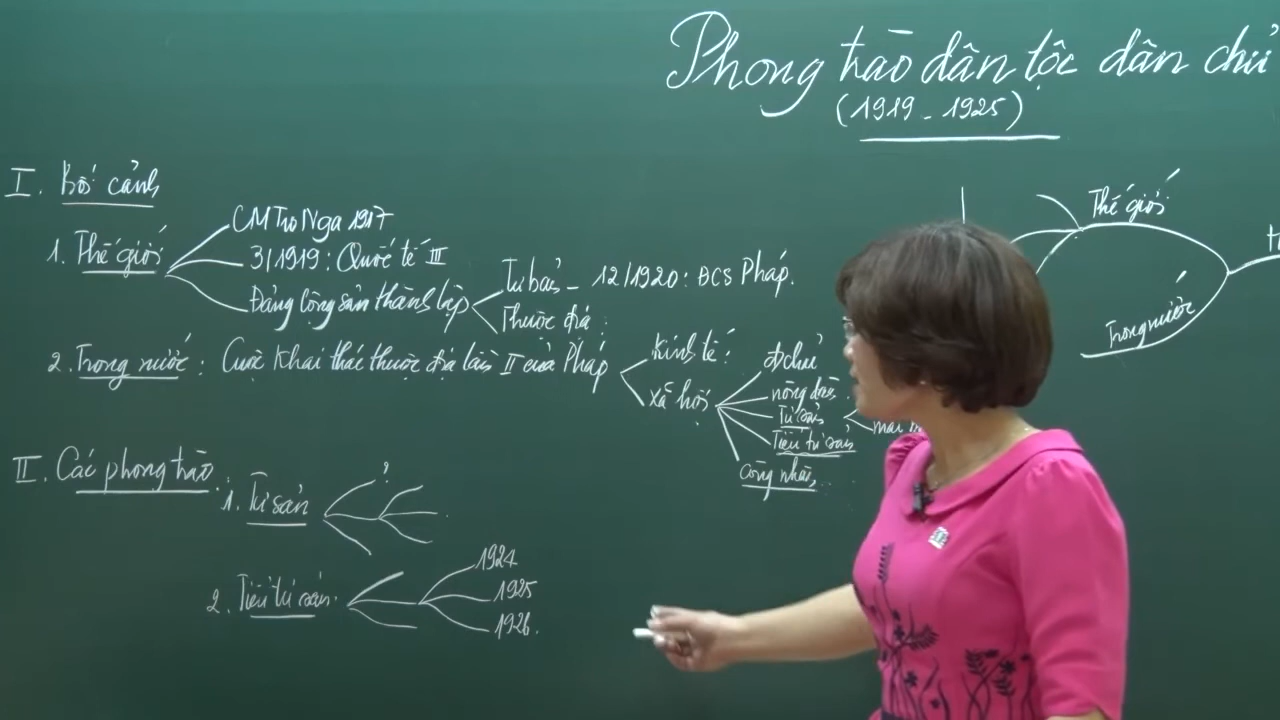 Phong trào dân tộc dân chủ
(1919 - 1925)
I. Bối cảnh
1. Thế giới
CMT10 Nga 1917
3/1919: Quốc tế III
Đảng Cộng sản thành lập
Tư bản - 12/1920: ĐCS Pháp.
Thuộc địa:
2. Trong nước: Cuộc khai thác thuộc địa lần II của Pháp
Kinh tế:
Xã hội
Đ.chủ
nông dân.
Tư sản
mại
Tiểu tư sản
công nhân...
II. Các phong trào.
1. Tư sản
?
2. Tiểu tư sản.
1924
1925
1926.
Thế giới
Trong nước